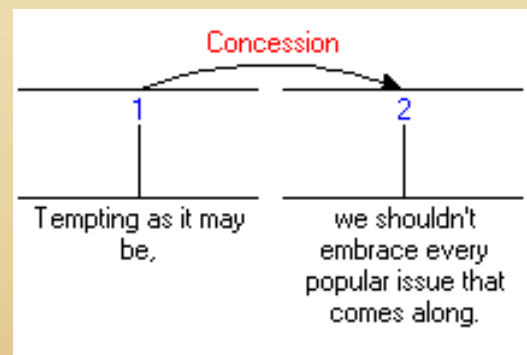 Concession
1
2
Tempting as it may
be,
we shouldn't
embrace every
popular issue that
comes along.